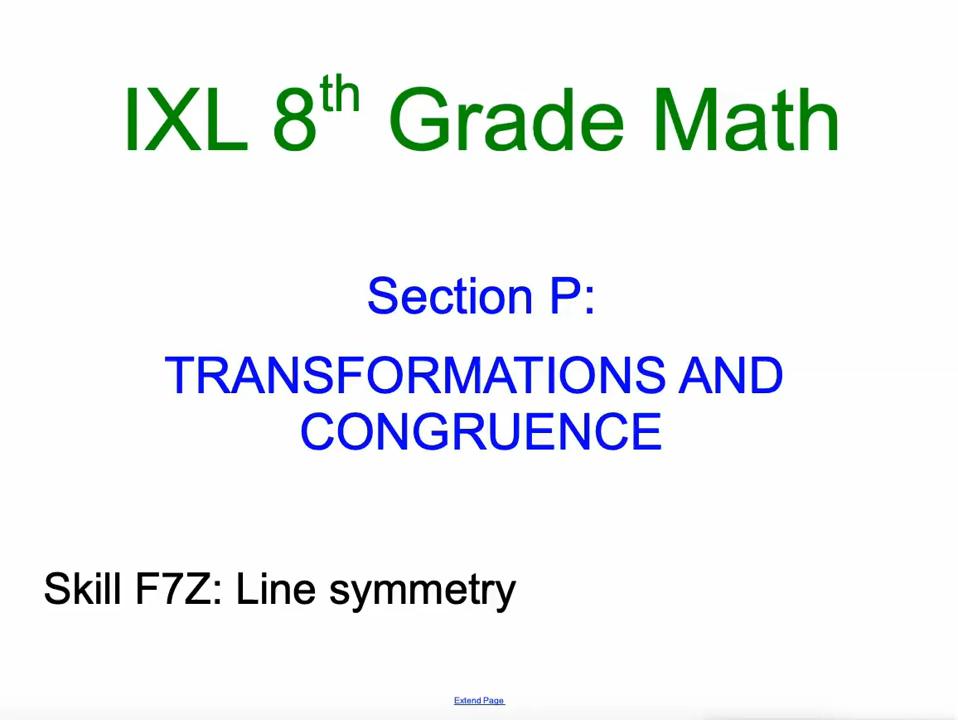 IXL 8th Grade Math
Section P:
TRANSFORMATIONS AND
CONGRUENCE
Skill F7Z: Line symmetry
Extend Page